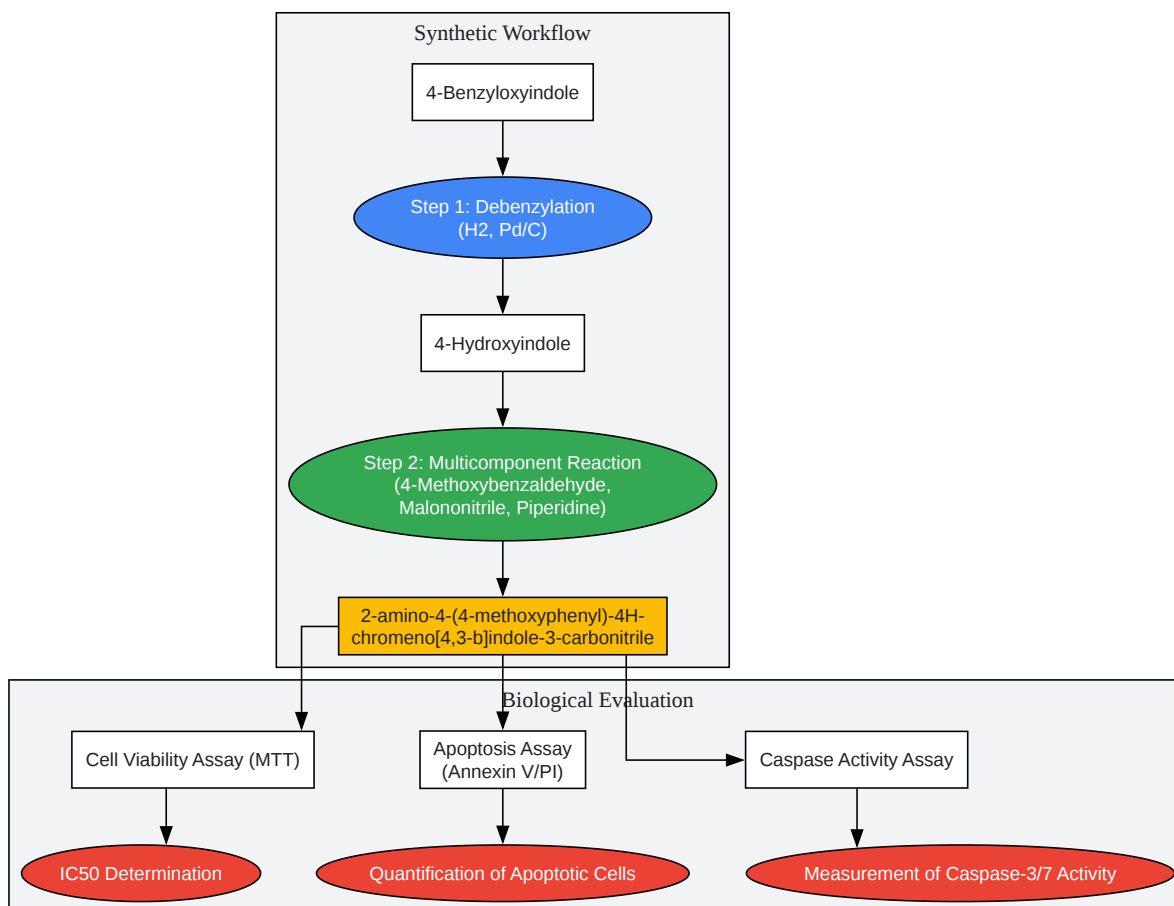 Synthetic Workflow
4-Benzyloxyindole
Step 1: Debenzylation
(H2, Pd/C)
4-Hydroxyindole
Step 2: Multicomponent Reaction
(4-Methoxybenzaldehyde,
Malononitrile, Piperidine)
2-amino-4-(4-methoxyphenyl)-4H-
chromeno[4,3-b]indole-3-carbonitrile
Biological Evaluation
Cell Viability Assay (MTT)
Apoptosis Assay
(Annexin V/PI)
Caspase Activity Assay
IC50 Determination
Quantification of Apoptotic Cells
Measurement of Caspase-3/7 Activity